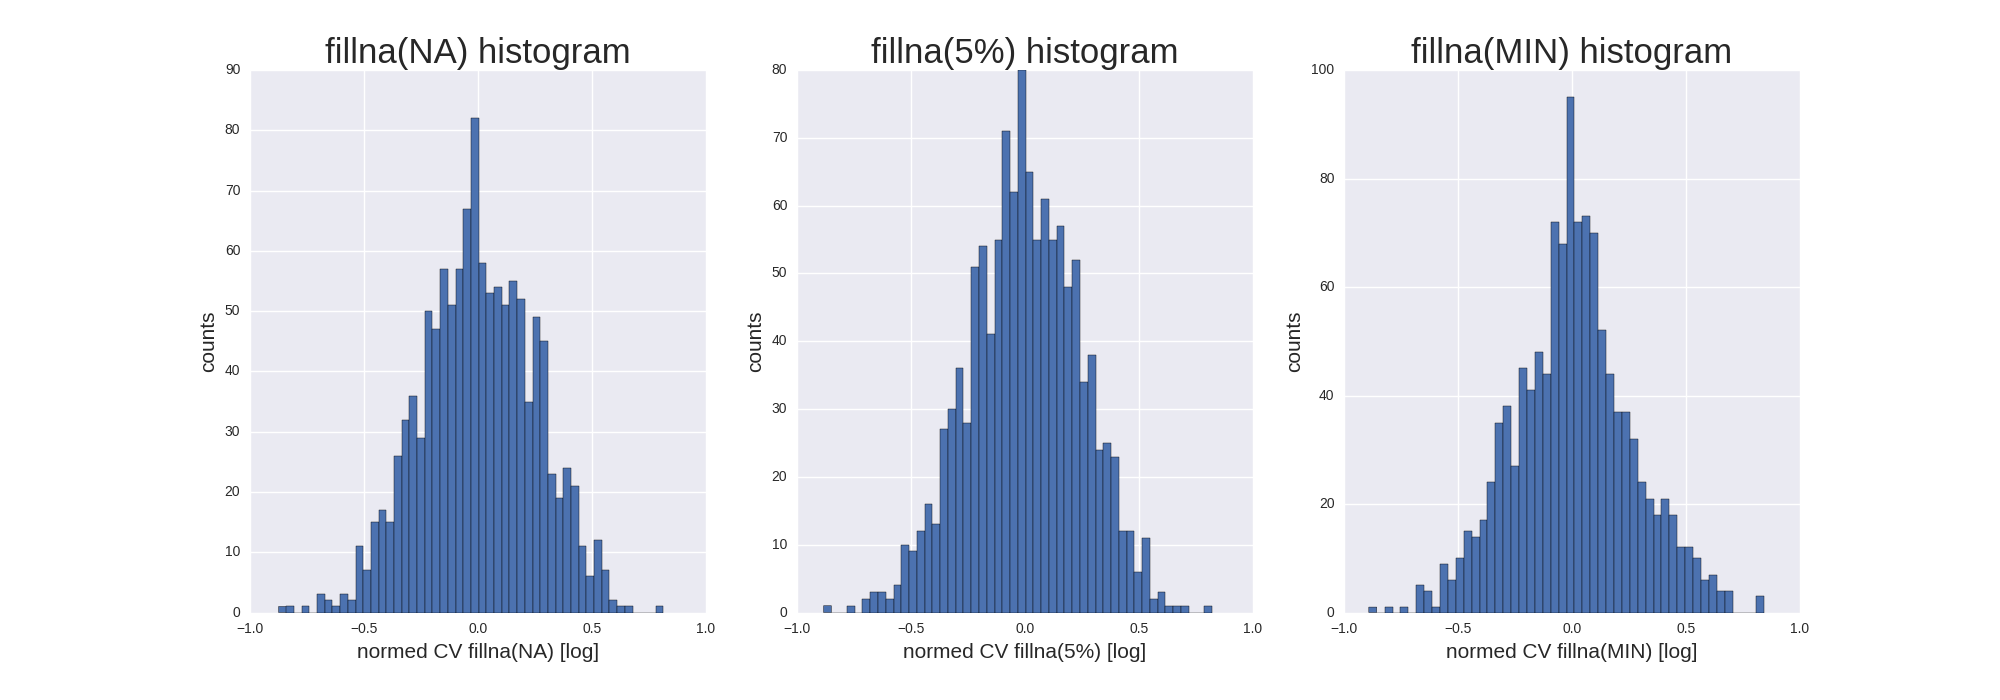 fillna(NA) histogram
90
80
70
60
50
40
30
20
10
0
counts
−1.0 −0.5 0.0 0.5 1.0
normed CV fillna(NA) [log]
fillna(5%) histogram
80
70
60
50
40
30
20
10
0
counts
−1.0 −0.5 0.0 0.5 1.0
normed CV fillna(5%) [log]
fillna(MIN) histogram
100
80
60
40
20
0
counts
−1.0 −0.5 0.0 0.5 1.0
normed CV fillna(MIN) [log]